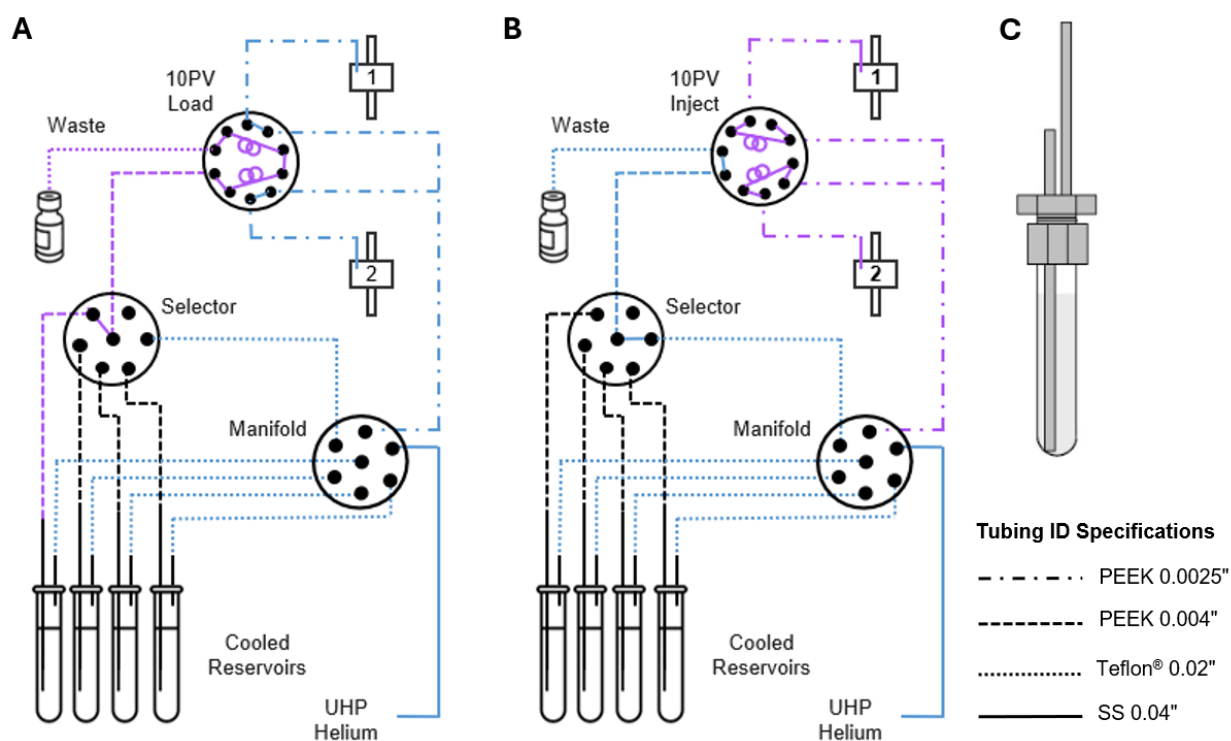 A
10PV
Load
1
Waste
2
Selector
Manifold
Cooled
Reservoirs
UHP
Helium
B
10PV
Inject
1
Waste
2
Selector
Manifold
Cooled
Reservoirs
UHP
Helium
C
Tubing ID Specifications
PEEK 0.0025"
PEEK 0.004"
Teflon® 0.02"
SS 0.04"